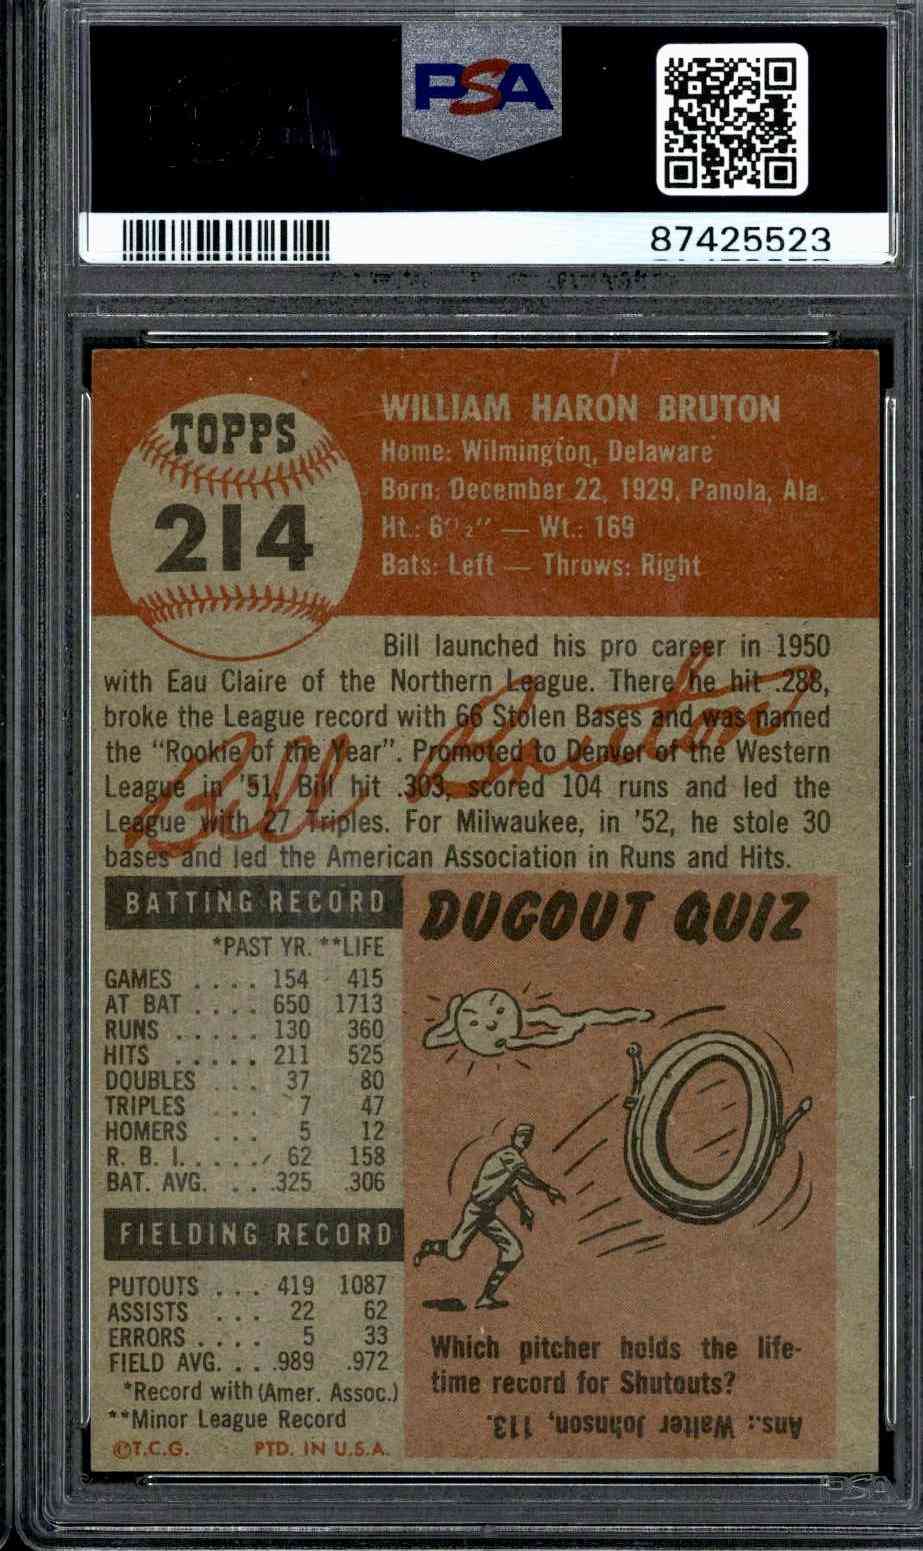 PSA
87425523
TOPPS
214
WILLIAM HARON BRUTON
Home: Wilmington, Delaware
Born: December 22, 1929, Panola, Ala.
Ht.: 6'½" — Wt.: 169
Bats: Left — Throws: Right
Bill launched his pro career in 1950
with Eau Claire of the Northern League. There he hit .288,
broke the League record with 66 Stolen Bases and was named
the "Rookie of the Year". Promoted to Denver of the Western
League in '51, Bill hit .303, scored 104 runs and led the
League with 27 Triples. For Milwaukee, in '52, he stole 30
bases and led the American Association in Runs and Hits.
Bill Bruton
BATTING RECORD
*PAST YR. **LIFE
GAMES .... 154 415
AT BAT .... 650 1713
RUNS ..... 130 360
HITS ..... 211 525
DOUBLES ... 37 80
TRIPLES ... 7 47
HOMERS ... 5 12
R. B. I. .... 62 158
BAT. AVG. ... .325 .306
FIELDING RECORD
PUTOUTS ... 419 1087
ASSISTS ... 22 62
ERRORS .... 5 33
FIELD AVG. ... .989 .972
*Record with (Amer. Assoc.)
**Minor League Record
©T.C.G. PTD. IN U.S.A.
DUGOUT QUIZ
Which pitcher holds the life-
time record for Shutouts?
Ans.: Walter Johnson, 113.
PSA